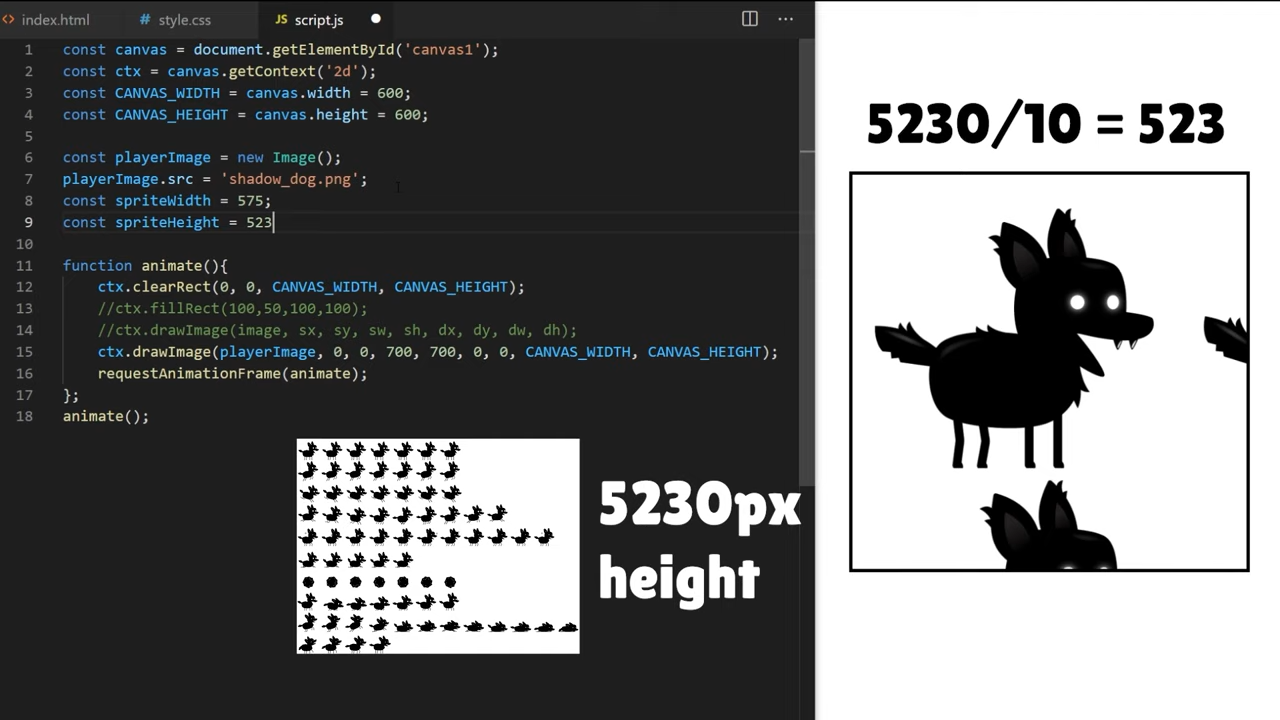 index.html
# style.css
JS script.js
1 const canvas = document.getElementById('canvas1');
2 const ctx = canvas.getContext('2d');
3 const CANVAS_WIDTH = canvas.width = 600;
4 const CANVAS_HEIGHT = canvas.height = 600;
5
6 const playerImage = new Image();
7 playerImage.src = 'shadow_dog.png';
8 const spriteWidth = 575;
9 const spriteHeight = 523
10
11 function animate(){
12 ctx.clearRect(0, 0, CANVAS_WIDTH, CANVAS_HEIGHT);
13 //ctx.fillRect(100,50,100,100);
14 //ctx.drawImage(image, sx, sy, sw, sh, dx, dy, dw, dh);
15 ctx.drawImage(playerImage, 0, 0, 700, 700, 0, 0, CANVAS_WIDTH, CANVAS_HEIGHT);
16 requestAnimationFrame(animate);
17 };
18 animate();
5230px
height
5230/10 = 523